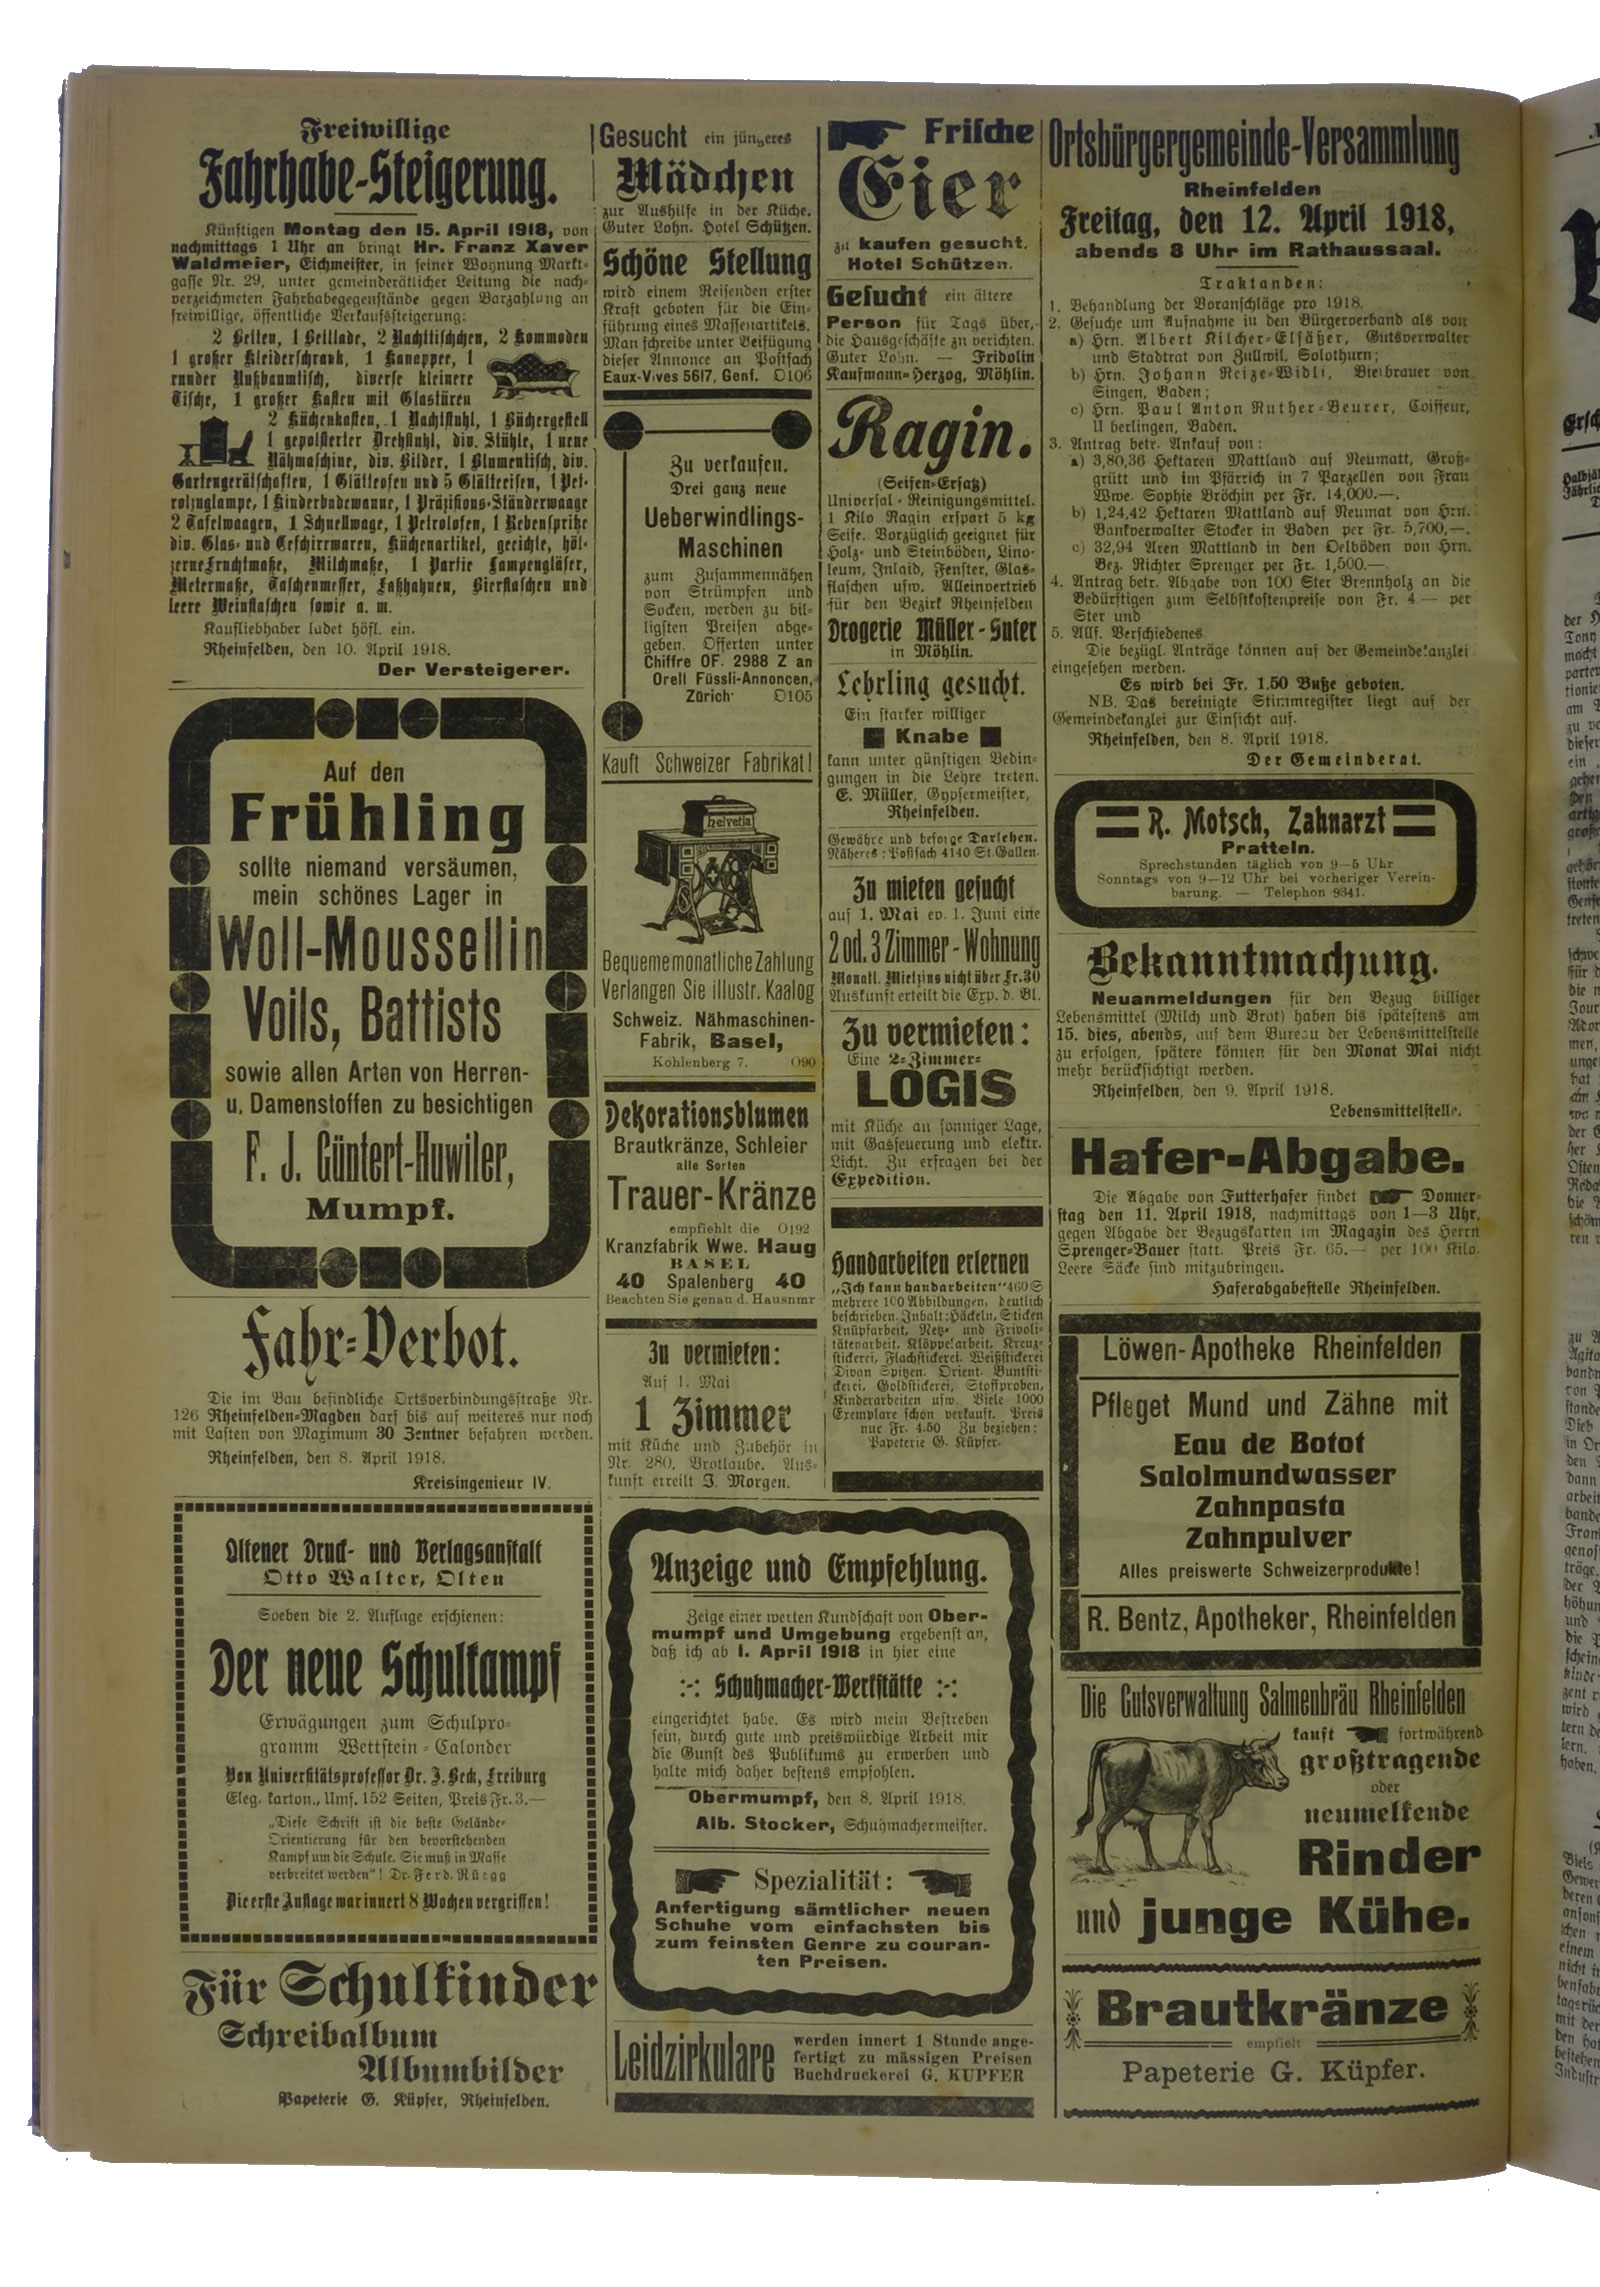 Freiwillige
Fahrhabe-Steigerung.
Künftigen Montag den 15. April 1918, von
nachmittags 1 Uhr an bringt Hr. Franz Xaver
Waldmeier, Eichmeister, in seiner Wohnung Markt-
gasse Nr. 29, unter gemeinderätlicher Leitung die nach-
verzeichneten Fahrhabegegenstände gegen Barzahlung an
freiwillige, öffentliche Verkaufssteigerung:
2 Betten, 1 Bettlade, 2 Nachttischchen, 2 Kommoden
1 großer Kleiderschrank, 1 Kanappee, 1
runder Nußbaumtisch, diverse kleinere
Tische, 1 großer Kasten mit Glastüren
2 Küchenkasten, 1 Nachtstuhl, 1 Büchergestell
1 gepolsterter Drehstuhl, div. Stühle, 1 neue
Nähmaschine, div. Bilder, 1 Blumentisch, div.
Gartengerätschaften, 1 Glätteofen und 5 Glätteisen, 1 Pet-
rolzuglampe, 1 Kinderbadewanne, 1 Präzisions-Ständerwaage
2 Tafelwaagen, 1 Schnellwage, 1 Petrolofen, 1 Rebenspritze
div. Glas- und Geschirrwaren, Küchenartikel, geeichte, höl-
zerne Fruchtmaße, Milchmaße, 1 Partie Lampengläser,
Metermaße, Taschenmesser, Faßhahnen, Bierflaschen und
leere Weinflaschen sowie a. m.
Kaufliebhaber ladet höfl. ein.
Rheinfelden, den 10. April 1918.
Der Versteigerer.
Auf den
Frühling
sollte niemand versäumen,
mein schönes Lager in
Woll-Moussellin
Voils, Battists
sowie allen Arten von Herren-
u. Damenstoffen zu besichtigen
F. J. Güntert-Huwiler,
Mumpf.
Fahr-Verbot.
Die im Bau befindliche Ortsverbindungsstraße Nr.
126 Rheinfelden-Magden darf bis auf weiteres nur noch
mit Lasten von Maximum 30 Zentner befahren werden.
Rheinfelden, den 8. April 1918.
Kreisingenieur IV.
Oltener Druck- und Verlagsanstalt
Otto Walter, Olten
Soeben die 2. Auflage erschienen:
Der neue Schulkampf
Erwägungen zum Schulpro-
gramm Wettstein-Calonder
Von Universitätsprofessor Dr. J. Beck, Freiburg
Eleg. karton., Umf. 152 Seiten, Preis Fr. 3.—
„Diese Schrift ist die beste Gelände-
Orientierung für den bevorstehenden
Kampf um die Schule. Sie muß in Masse
verbreitet werden"! Dr. Ferd. Rüegg
Die erste Auflage war innert 8 Wochen vergriffen!
Für Schulkinder
Schreibalbum
Albumbilder
Papeterie G. Küpfer, Rheinfelden.
Gesucht ein jüngeres
Mädchen
zur Aushilfe in der Küche.
Guter Lohn. Hotel Schützen.
Schöne Stellung
wird einem Reisenden erster
Kraft geboten für die Ein-
führung eines Massenartikels.
Man schreibe unter Beifügung
dieser Annonce an Postfach
Eaux-Vives 5617, Genf. O106
Zu verkaufen.
Drei ganz neue
Ueberwindlings-
Maschinen
zum Zusammennähen
von Strümpfen und
Socken, werden zu bil-
ligsten Preisen abge-
geben. Offerten unter
Chiffre OF. 2988 Z an
Orell Füssli-Annoncen,
Zürich O105
Kauft Schweizer Fabrikat!
helvetia
Bequeme monatliche Zahlung
Verlangen Sie illustr. Kaalog
Schweiz. Nähmaschinen-
Fabrik, Basel,
Kohlenberg 7. O90
Dekorationsblumen
Brautkränze, Schleier
alle Sorten
Trauer-Kränze
empfiehlt die O192
Kranzfabrik Wwe. Haug
BASEL
40 Spalenberg 40
Beachten Sie genau d. Hausnmr
Zu vermieten:
Auf 1. Mai
1 Zimmer
mit Küche und Zubehör in
Nr. 280, Brotlaube. Aus-
kunft erteilt J. Morgen.
Frische
Eier
zu kaufen gesucht.
Hotel Schützen.
Gesucht ein ältere
Person für Tags über,
die Hausgeschäfte zu verichten.
Guter Lohn. — Fridolin
Kaufmann-Herzog, Möhlin.
Ragin.
(Seifen-Ersatz)
Universal-Reinigungsmittel.
1 Kilo Ragin erspart 5 kg
Seife. Vorzüglich geeignet für
Holz- und Steinböden, Lino-
leum, Inlaid, Fenster, Glas-
flaschen usw. Alleinvertrieb
für den Bezirk Rheinfelden
Drogerie Müller-Suter
in Möhlin.
Lehrling gesucht.
Ein starker williger
Knabe
kann unter günstigen Bedin-
gungen in die Lehre treten.
E. Müller, Gypsermeister,
Rheinfelden.
Gewähre und besorge Darlehen.
Näheres: Postfach 4140 St. Gallen.
Zu mieten gesucht
auf 1. Mai ev. 1. Juni eine
2 od. 3 Zimmer-Wohnung
Monatl. Mietzins nicht über Fr. 30
Auskunft erteilt die Exp. d. Bl.
Zu vermieten:
Eine 2-Zimmer-
LOGIS
mit Küche an sonniger Lage,
mit Gasfeuerung und elektr.
Licht. Zu erfragen bei der
Expedition.
Handarbeiten erlernen
„Ich kann handarbeiten" 460 S
mehrere 100 Abbildungen, deutlich
beschrieben. Inhalt: Häckeln, Sticken
Knüpfarbeit, Netz- und Frivoli-
tätenarbeit, Klöppelarbeit, Kreuz-
stickerei, Flachstickerei. Weißstickerei
Divan Spitzen. Orient. Buntsti-
ckerei, Goldstickerei, Stoffproben,
Kinderarbeiten usw. Viele 1000
Exemplare schon verkauft. Preis
nur Fr. 4.50 Zu beziehen:
Papeterie G. Küpfer.
Anzeige und Empfehlung.
Zeige einer werten Kundschaft von Ober-
mumpf und Umgebung ergebenst an,
daß ich ab 1. April 1918 in hier eine
:-: Schuhmacher-Werkstätte :-:
eingerichtet habe. Es wird mein Bestreben
sein, durch gute und preiswürdige Arbeit mir
die Gunst des Publikums zu erwerben und
halte mich daher bestens empfohlen.
Obermumpf, den 8. April 1918.
Alb. Stocker, Schuhmachermeister.
Spezialität:
Anfertigung sämtlicher neuen
Schuhe vom einfachsten bis
zum feinsten Genre zu couran-
ten Preisen.
Leidzirkulare
werden innert 1 Stunde ange-
fertigt zu mässigen Preisen
Buchdruckerei G. KÜPFER
Ortsbürgergemeinde-Versammlung
Rheinfelden
Freitag, den 12. April 1918,
abends 8 Uhr im Rathaussaal.
Traktanden:
1. Behandlung der Voranschläge pro 1918.
2. Gesuche um Aufnahme in den Bürgerverband als von
a) Hrn. Albert Kilcher-Elsäßer, Gutsverwalter
und Stadtrat von Zullwil, Solothurn;
b) Hrn. Johann Reize-Widli, Bierbrauer von
Singen, Baden;
c) Hrn. Paul Anton Ruther-Beurer, Coiffeur,
Überlingen, Baden.
3. Antrag betr. Ankauf von:
a) 3,80,36 Hektaren Mattland auf Neumatt, Groß-
grütt und im Pfärrich in 7 Parzellen von Frau
Wwe. Sophie Bröchin per Fr. 14,000.—.
b) 1,24,42 Hektaren Mattland auf Neumat von Hrn.
Bankverwalter Stocker in Baden per Fr. 5,700,—.
c) 32,94 Aren Mattland in den Oelböden von Hrn.
Bez. Richter Sprenger per Fr. 1,500.—.
4. Antrag betr. Abgabe von 100 Ster Brennholz an die
Bedürftigen zum Selbstkostenpreise von Fr. 4 — per
Ster und
5. Allf. Verschiedenes.
Die bezügl. Anträge können auf der Gemeindekanzlei
eingesehen werden.
Es wird bei Fr. 1.50 Buße geboten.
NB. Das bereinigte Stimmregister liegt auf der
Gemeindekanzlei zur Einsicht auf.
Rheinfelden, den 8. April 1918.
Der Gemeinderat.
R. Motsch, Zahnarzt
Pratteln.
Sprechstunden täglich von 9—5 Uhr
Sonntags von 9—12 Uhr bei vorheriger Verein-
barung. — Telephon 9341.
Bekanntmachung.
Neuanmeldungen für den Bezug billiger
Lebensmittel (Milch und Brot) haben bis spätestens am
15. dies, abends, auf dem Bureau der Lebensmittelstelle
zu erfolgen, spätere können für den Monat Mai nicht
mehr berücksichtigt werden.
Rheinfelden, den 9. April 1918.
Lebensmittelstelle.
Hafer-Abgabe.
Die Abgabe von Futterhafer findet Donner-
stag den 11. April 1918, nachmittags von 1—3 Uhr,
gegen Abgabe der Bezugskarten im Magazin des Herrn
Sprenger-Bauer statt. Preis Fr. 65.— per 100 Kilo.
Leere Säcke sind mitzubringen.
Haferabgabestelle Rheinfelden.
Löwen-Apotheke Rheinfelden
Pfleget Mund und Zähne mit
Eau de Botot
Salolmundwasser
Zahnpasta
Zahnpulver
Alles preiswerte Schweizerprodukte!
R. Bentz, Apotheker, Rheinfelden
Die Gutsverwaltung Salmenbräu Rheinfelden
kauft fortwährend
großtragende
oder
neumelkende
Rinder
und junge Kühe.
Brautkränze
empfielt
Papeterie G. Küpfer.